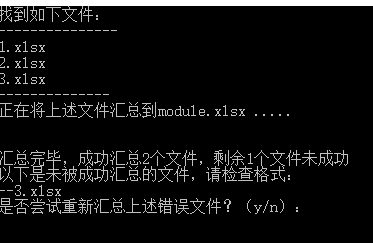 找到如下文件：
---------------
1.xlsx
2.xlsx
3.xlsx
--------------
正在将上述文件汇总到module.xlsx .....
汇总完毕，成功汇总2个文件，剩余1个文件未成功
以下是未被成功汇总的文件，请检查格式：
--3.xlsx
是否尝试重新汇总上述错误文件？(y/n)：